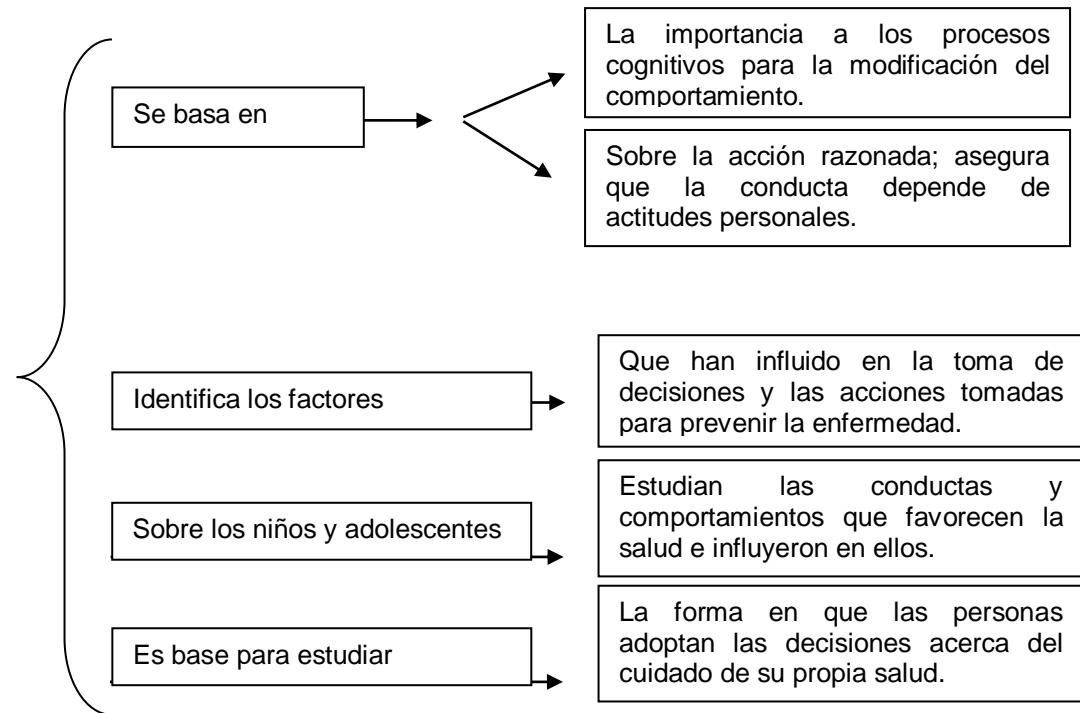 Se basa en
La importancia a los procesos
cognitivos para la modificación del
comportamiento.
Sobre la acción razonada; asegura
que la conducta depende de
actitudes personales.
Identifica los factores
Que han influido en la toma de
decisiones y las acciones tomadas
para prevenir la enfermedad.
Sobre los niños y adolescentes
Estudian las conductas y
comportamientos que favorecen la
salud e influyeron en ellos.
Es base para estudiar
La forma en que las personas
adoptan las decisiones acerca del
cuidado de su propia salud.